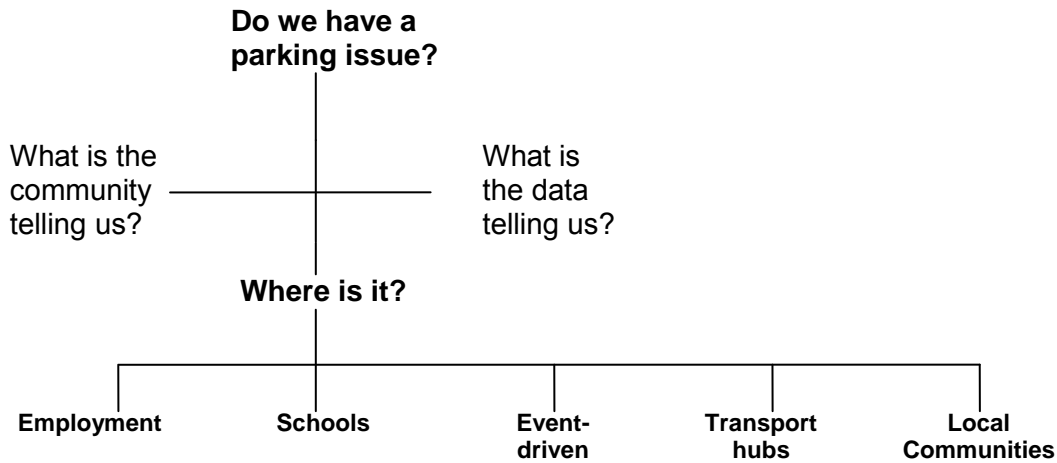 Do we have a
parking issue?
What is the
community
telling us?
What is
the data
telling us?
Where is it?
Employment
Schools
Event-
driven
Transport
hubs
Local
Communities